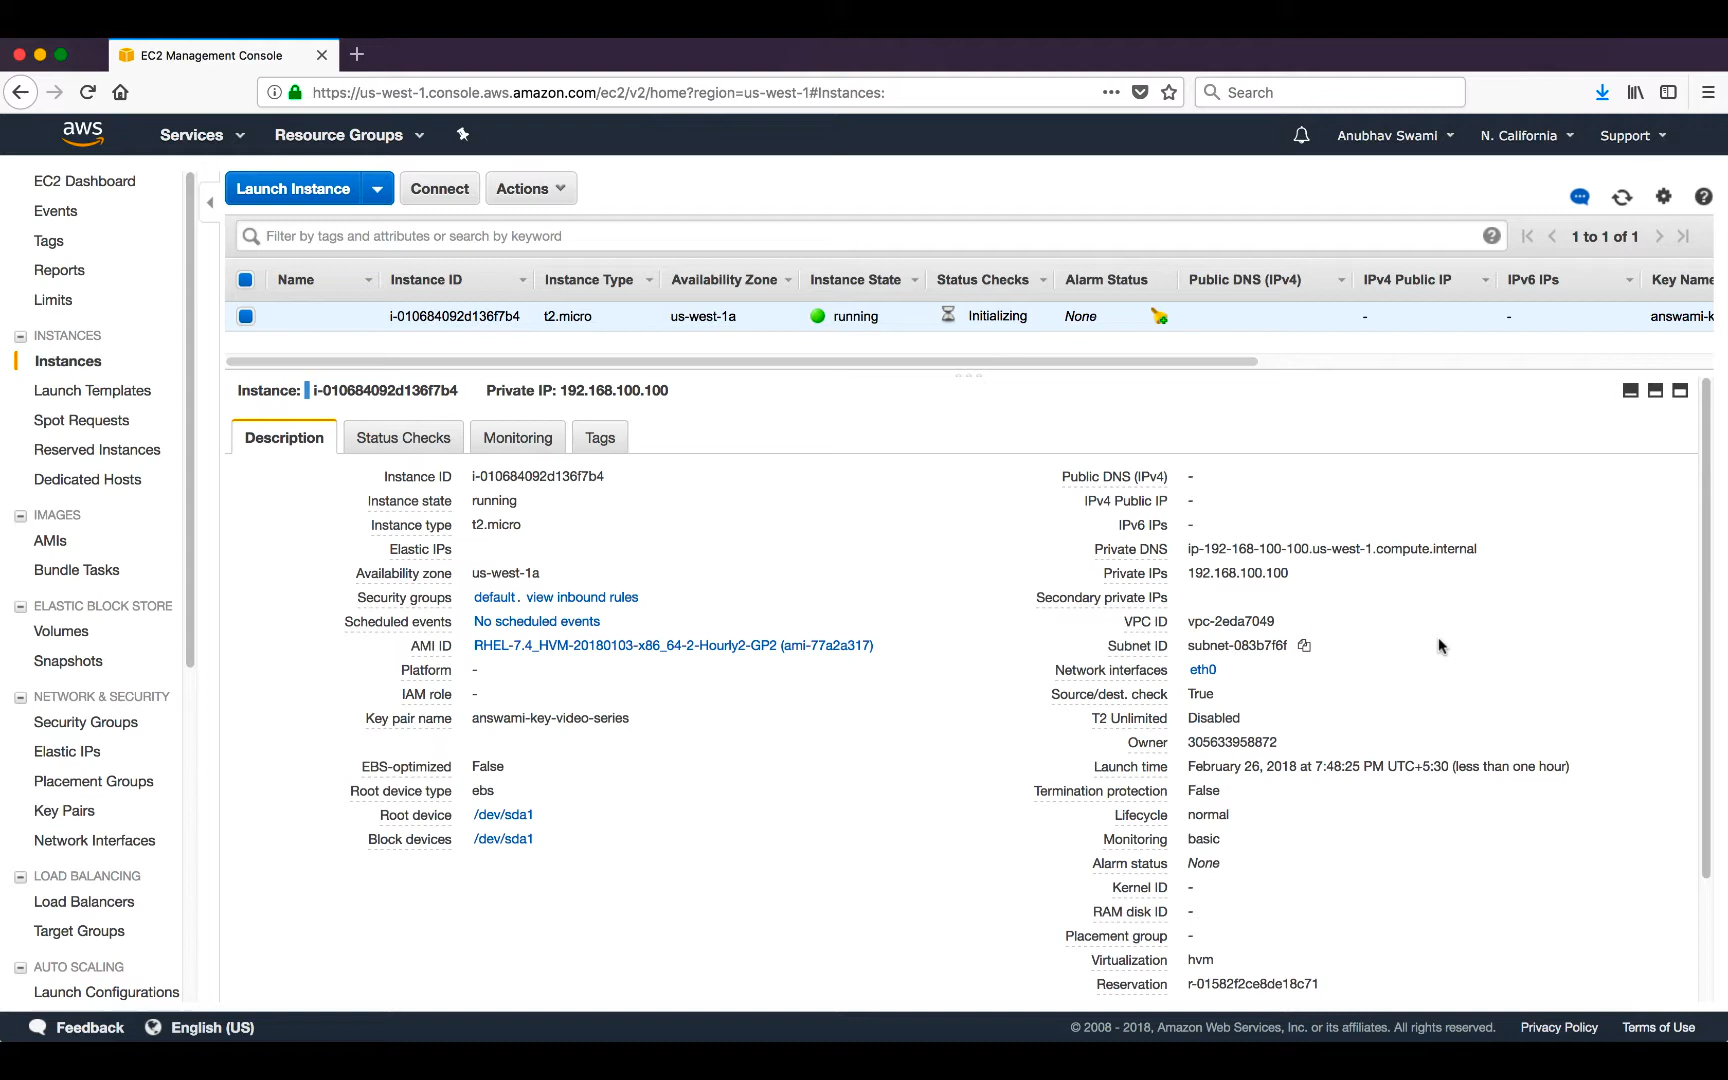 EC2 Management Console
https://us-west-1.console.aws.amazon.com/ec2/v2/home?region=us-west-1#Instances:
Search
aws
Services
Resource Groups
Anubhav Swami
N. California
Support
EC2 Dashboard
Events
Tags
Reports
Limits
INSTANCES
Instances
Launch Templates
Spot Requests
Reserved Instances
Dedicated Hosts
IMAGES
AMIs
Bundle Tasks
ELASTIC BLOCK STORE
Volumes
Snapshots
NETWORK & SECURITY
Security Groups
Elastic IPs
Placement Groups
Key Pairs
Network Interfaces
LOAD BALANCING
Load Balancers
Target Groups
AUTO SCALING
Launch Configurations
Launch Instance
Connect
Actions
Filter by tags and attributes or search by keyword
1 to 1 of 1
Name Instance ID Instance Type Availability Zone Instance State Status Checks Alarm Status Public DNS (IPv4) IPv4 Public IP IPv6 IPs Key Name
i-010684092d136f7b4 t2.micro us-west-1a running Initializing None - - answami-k
Instance: i-010684092d136f7b4 Private IP: 192.168.100.100
Description Status Checks Monitoring Tags
Instance ID i-010684092d136f7b4
Instance state running
Instance type t2.micro
Elastic IPs
Availability zone us-west-1a
Security groups default . view inbound rules
Scheduled events No scheduled events
AMI ID RHEL-7.4_HVM-20180103-x86_64-2-Hourly2-GP2 (ami-77a2a317)
Platform -
IAM role -
Key pair name answami-key-video-series
EBS-optimized False
Root device type ebs
Root device /dev/sda1
Block devices /dev/sda1
Public DNS (IPv4) -
IPv4 Public IP -
IPv6 IPs -
Private DNS ip-192-168-100-100.us-west-1.compute.internal
Private IPs 192.168.100.100
Secondary private IPs
VPC ID vpc-2eda7049
Subnet ID subnet-083b7f6f
Network interfaces eth0
Source/dest. check True
T2 Unlimited Disabled
Owner 305633958872
Launch time February 26, 2018 at 7:48:25 PM UTC+5:30 (less than one hour)
Termination protection False
Lifecycle normal
Monitoring basic
Alarm status None
Kernel ID -
RAM disk ID -
Placement group -
Virtualization hvm
Reservation r-01582f2ce8de18c71
Feedback
English (US)
© 2008 - 2018, Amazon Web Services, Inc. or its affiliates. All rights reserved.
Privacy Policy
Terms of Use